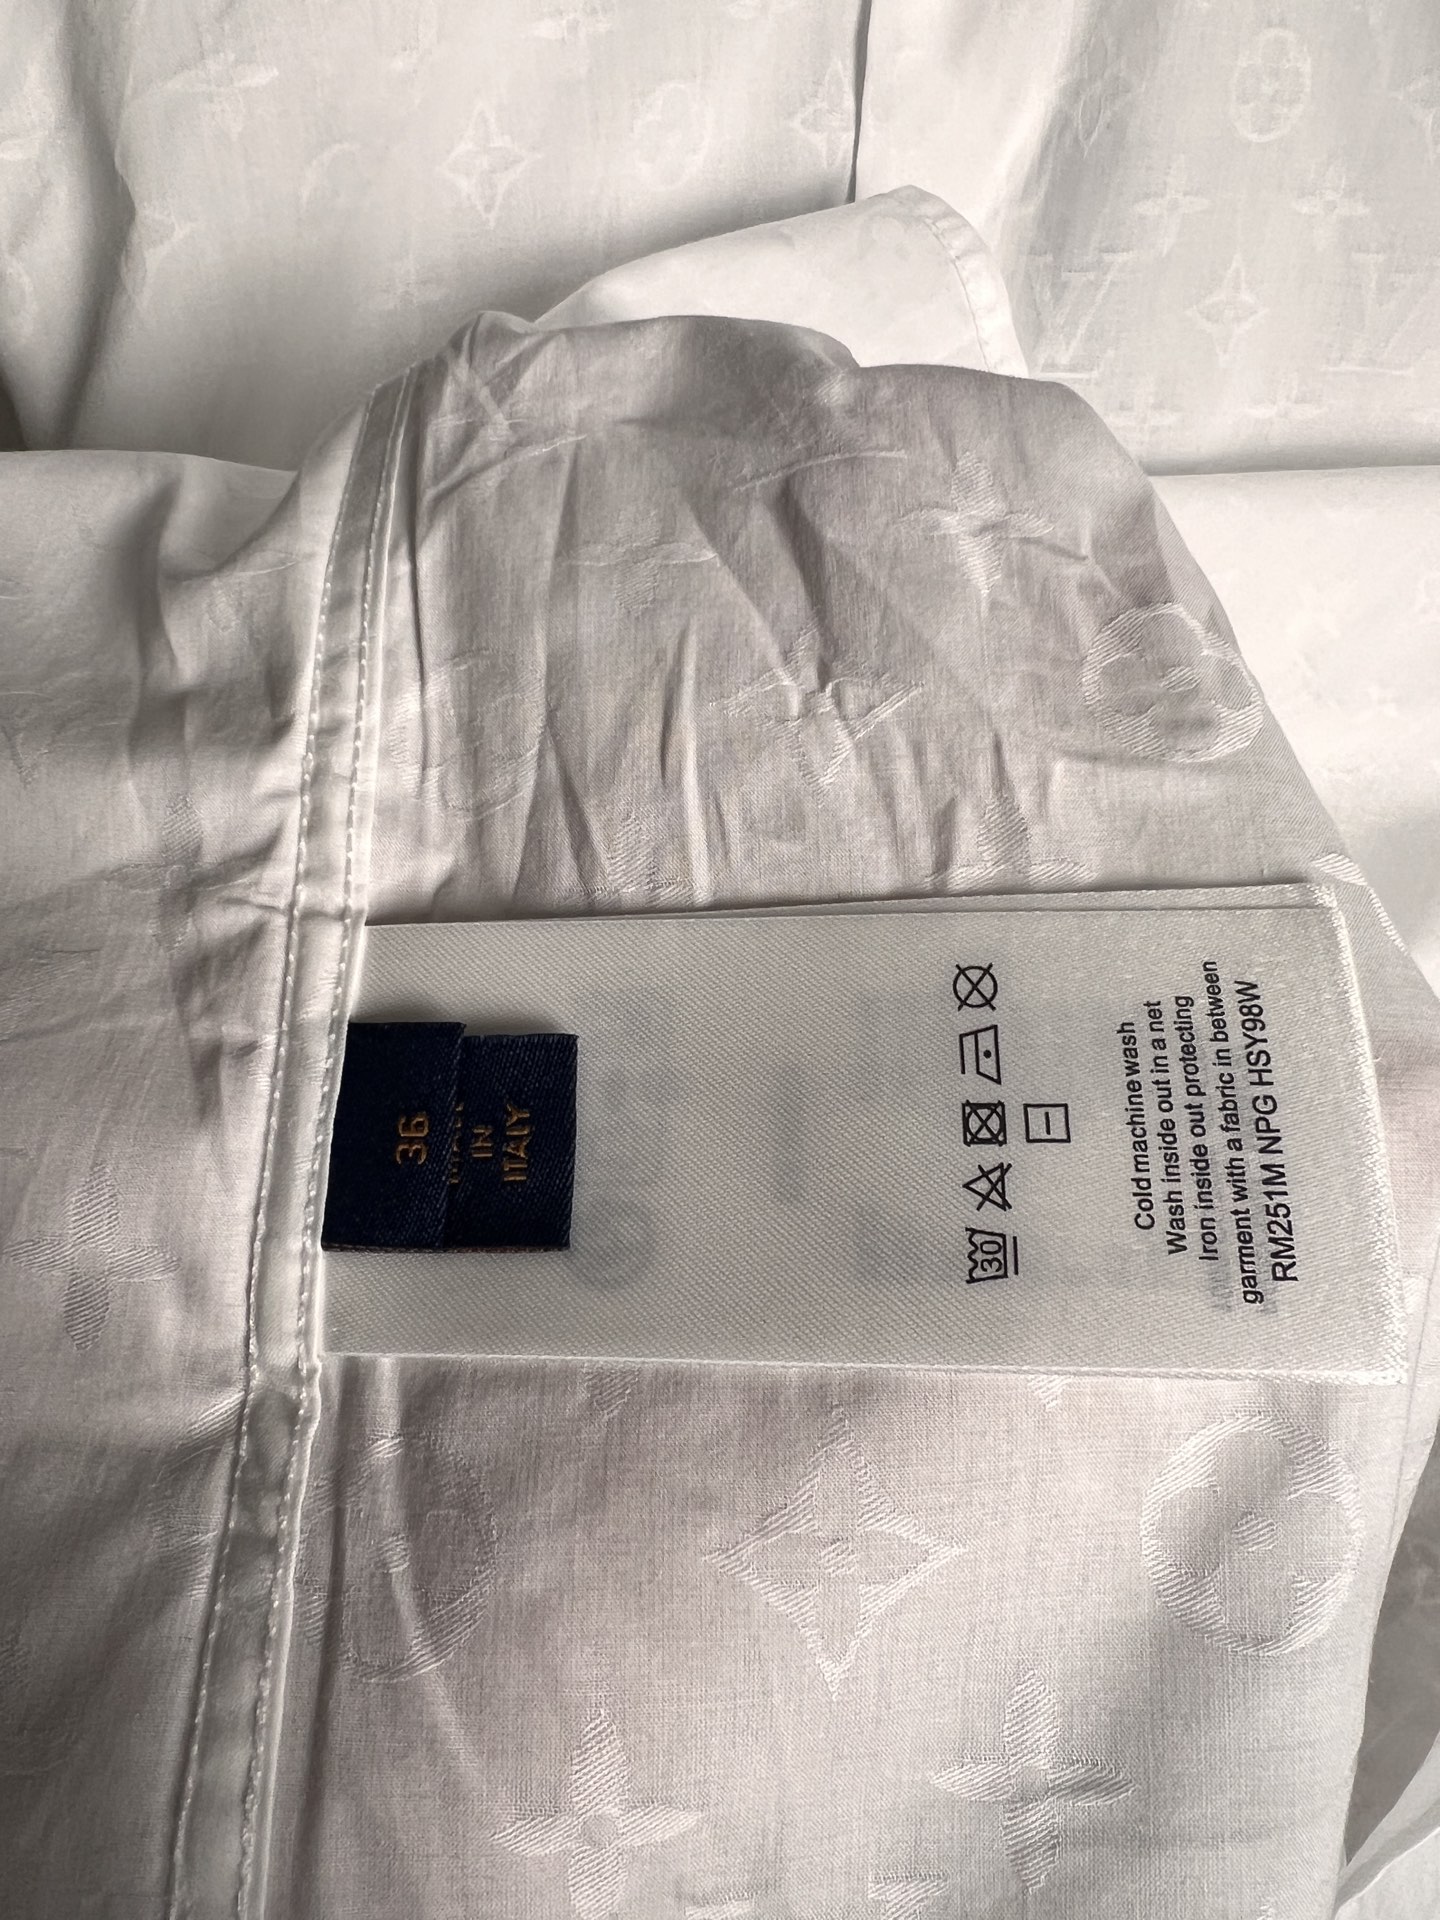 36
IN
ITALY
30
Cold machine wash
Wash inside out in a net
Iron inside out protecting
garment with a fabric in between
RM251M NPG HSY98W